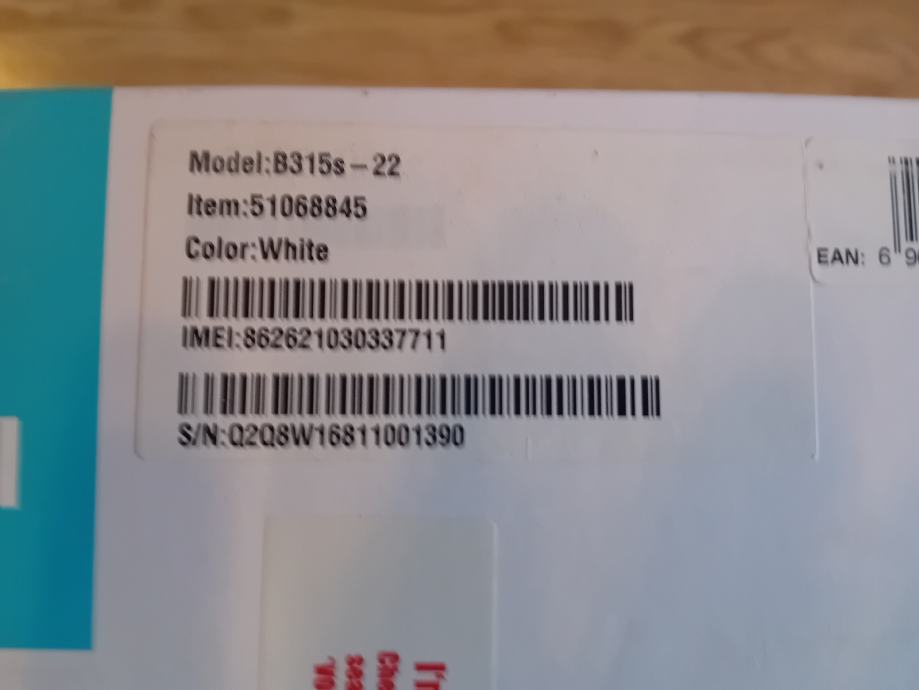 Model:B315s-22
Item:51068845
Color:White
IMEI:862621030337711
S/N:Q2Q8W16811001390
EAN: 6